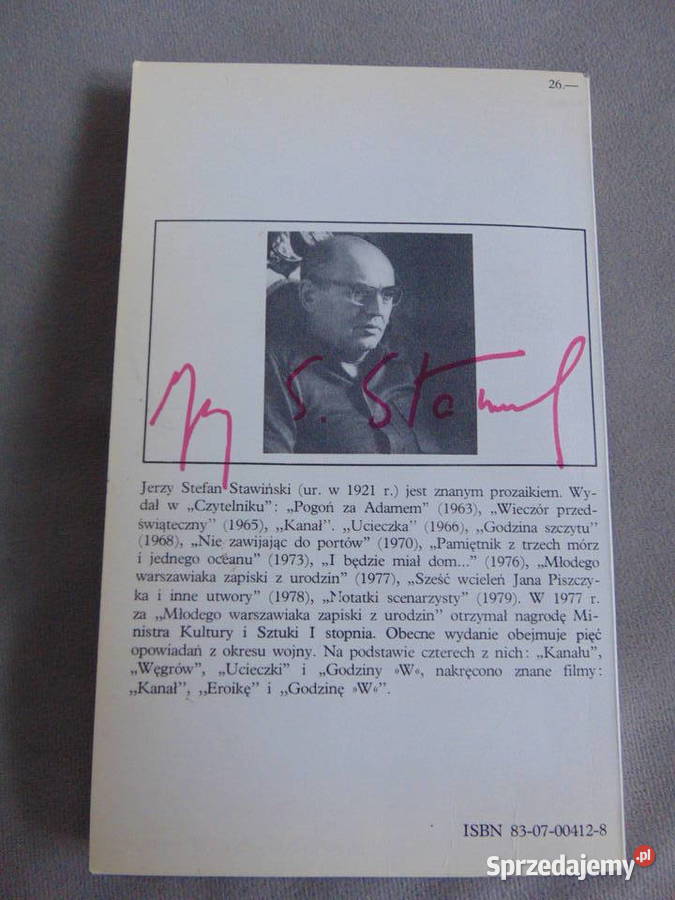 26.—
Jerzy Stefan Stawiński (ur. w 1921 r.) jest znanym prozaikiem. Wy-
dał w „Czytelniku”: „Pogoń za Adamem” (1963), „Wieczór przed-
świąteczny” (1965), „Kanał”. „Ucieczka” (1966), „Godzina szczytu”
(1968), „Nie zawijając do portów” (1970), „Pamiętnik z trzech mórz
i jednego oceanu” (1973), „I będzie miał dom...” (1976), „Młodego
warszawiaka zapiski z urodzin” (1977), „Sześć wcieleń Jana Piszczy-
ka i inne utwory” (1978), „Notatki scenarzysty” (1979). W 1977 r.
za „Młodego warszawiaka zapiski z urodzin” otrzymał nagrodę Mi-
nistra Kultury i Sztuki I stopnia. Obecne wydanie obejmuje pięć
opowiadań z okresu wojny. Na podstawie czterech z nich: „Kanału”,
„Węgrów”, „Ucieczki” i „Godziny »W«, nakręcono znane filmy:
„Kanał”, „Eroikę” i „Godzinę »W«”.
ISBN 83-07-00412-8
Sprzedajemy.pl